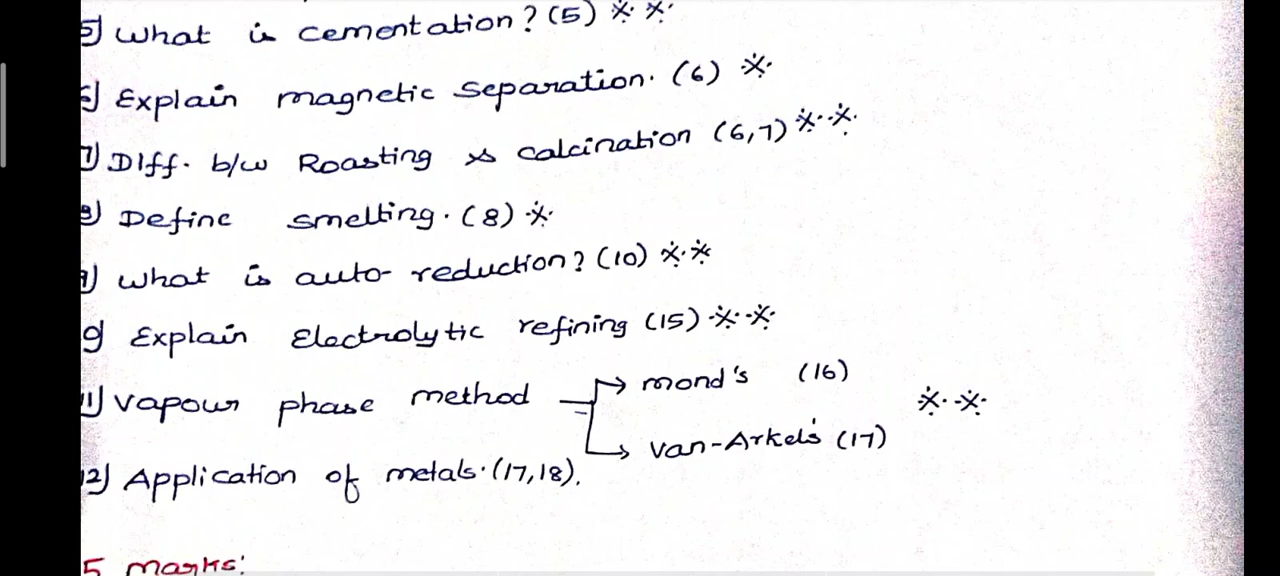 5) What is cementation? (5) ※ ※
6) Explain magnetic separation. (6) ※
7) Diff. b/w Roasting & calcination (6,7) ※ ※
8) Define smelting. (8) ※
9) What is auto-reduction? (10) ※ ※
Explain Electrolytic refining (15) ※ ※
11) Vapour phase method → mond's (16) ※ ※
→ Van-Arkel's (17)
12) Application of metals. (17,18).
5 marks: